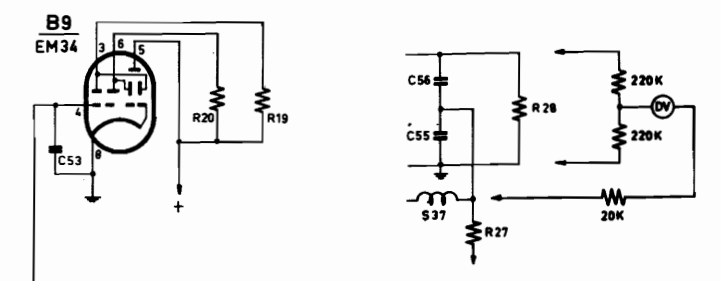 B9
EM34
3 6 5
4
8
C53
R20
R19
+
C56
C55
R28
S37
R27
220K
DV
220K
20K